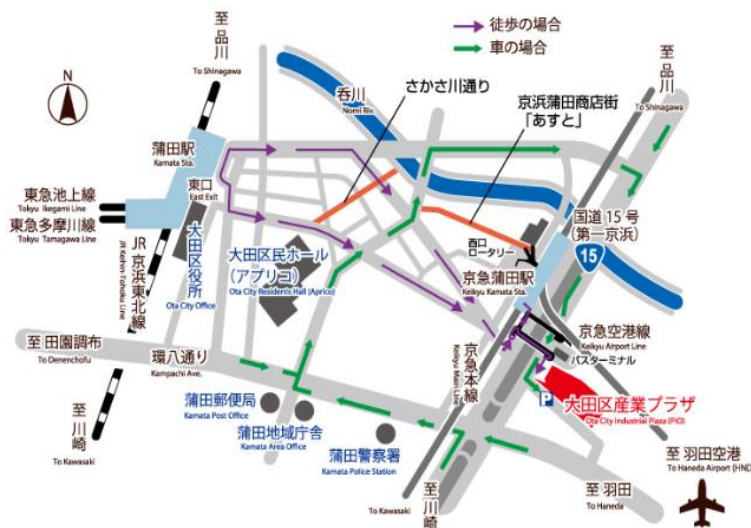 徒歩の場合
車の場合
至 品川
To Shinagawa
至 品川
To Shinagawa
N
さかさ川通り
呑川
Nomi Riv.
京浜蒲田商店街
「あすと」
蒲田駅
Kamata Sta.
東口
East Exit
東急池上線
Tokyu Ikegami Line
東急多摩川線
Tokyu Tamagawa Line
JR 京浜東北線
JR Keihin Tohoku Line
大田区役所
Ota City Office
大田区民ホール
(アプリコ)
Ota City Residents Hall (Aprico)
西口
ロータリー
京急蒲田駅
Keikyu Kamata Sta.
国道 15 号
(第一京浜)
15
京急空港線
Keikyu Airport Line
バスターミナル
京急本線
Keikyu Main Line
至 田園調布
To Denenchofu
環八通り
Kampachi Ave.
P
大田区産業プラザ
Ota City Industrial Plaza (PiO)
蒲田郵便局
Kamata Post Office
蒲田地域庁舎
Kamata Area Office
蒲田警察署
Kamata Police Station
至 川崎
To Kawasaki
至 川崎
To Kawasaki
至 羽田
To Haneda
至 羽田空港
To Haneda Airport (HND)